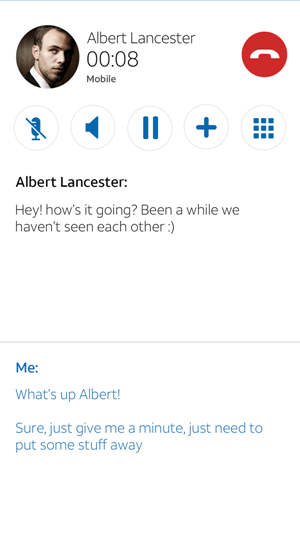 Albert Lancester
00:08
Mobile
Albert Lancester:
Hey! how's it going? Been a while we
haven't seen each other :)
Me:
What's up Albert!
Sure, just give me a minute, just need to
put some stuff away